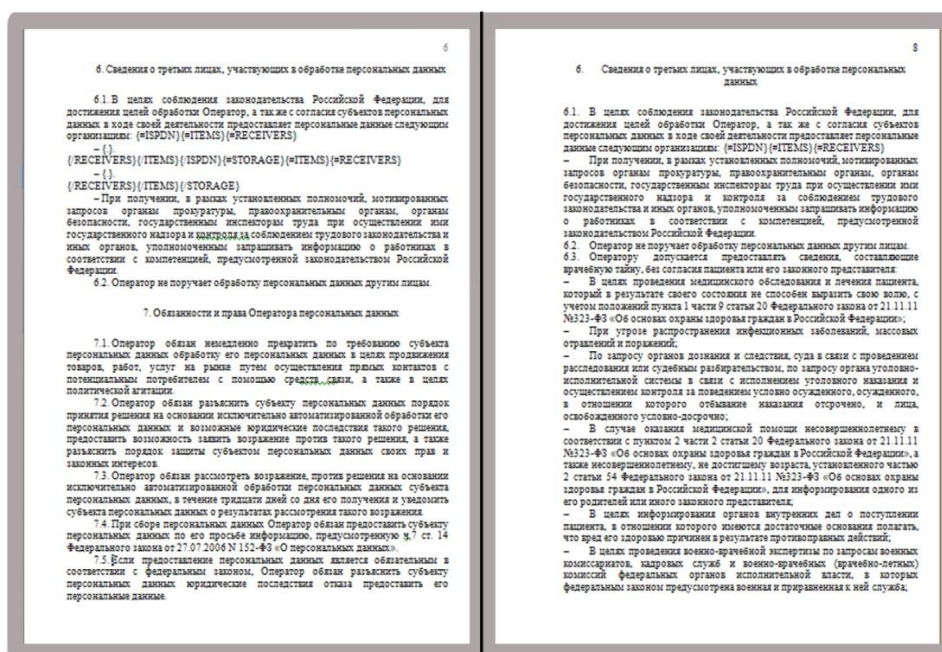 6
6. Сведения о третьих лицах, участвующих в обработке персональных данных
6.1. В целях соблюдения законодательства Российской Федерации, для
достижения целей обработки Оператор, а так же с согласия субъектов персональных
данных в ходе своей деятельности предоставляет персональные данные следующим
организациям: {#ISPDN}{#ITEMS}{#RECEIVERS}
– {.}.
{/RECEIVERS}{/ITEMS}{/ISPDN}{#STORAGE}{#ITEMS}{#RECEIVERS}
– {.}.
{/RECEIVERS}{/ITEMS}{/STORAGE}
– При получении, в рамках установленных полномочий, мотивированных
запросов органам прокуратуры, правоохранительным органам, органам
безопасности, государственным инспекторам труда при осуществлении ими
государственного надзора и контроля за соблюдением трудового законодательства и
иных органов, уполномоченным запрашивать информацию о работниках в
соответствии с компетенцией, предусмотренной законодательством Российской
Федерации.
6.2. Оператор не поручает обработку персональных данных другим лицам.
7. Обязанности и права Оператора персональных данных
7.1. Оператор обязан немедленно прекратить по требованию субъекта
персональных данных обработку его персональных данных в целях продвижения
товаров, работ, услуг на рынке путем осуществления прямых контактов с
потенциальным потребителем с помощью средств связи, а также в целях
политической агитации.
7.2. Оператор обязан разъяснить субъекту персональных данных порядок
принятия решения на основании исключительно автоматизированной обработки его
персональных данных и возможные юридические последствия такого решения,
предоставить возможность заявить возражение против такого решения, а также
разъяснить порядок защиты субъектом персональных данных своих прав и
законных интересов.
7.3. Оператор обязан рассмотреть возражение, против решения на основании
исключительно автоматизированной обработки персональных данных субъекта
персональных данных, в течение тридцати дней со дня его получения и уведомить
субъекта персональных данных о результатах рассмотрения такого возражения.
7.4. При сборе персональных данных Оператор обязан предоставить субъекту
персональных данных по его просьбе информацию, предусмотренную ч.7 ст. 14
Федерального закона от 27.07.2006 N 152-ФЗ «О персональных данных».
7.5. Если предоставление персональных данных является обязательным в
соответствии с федеральным законом, Оператор обязан разъяснить субъекту
персональных данных юридические последствия отказа предоставить его
персональные данные.
8
6. Сведения о третьих лицах, участвующих в обработке персональных
данных
6.1. В целях соблюдения законодательства Российской Федерации, для
достижения целей обработки Оператор, а так же с согласия субъектов
персональных данных в ходе своей деятельности предоставляет персональные
данные следующим организациям: {#ISPDN}{#ITEMS}{#RECEIVERS}
– При получении, в рамках установленных полномочий, мотивированных
запросов органам прокуратуры, правоохранительным органам, органам
безопасности, государственным инспекторам труда при осуществлении ими
государственного надзора и контроля за соблюдением трудового
законодательства и иных органов, уполномоченным запрашивать информацию
о работниках в соответствии с компетенцией, предусмотренной
законодательством Российской Федерации.
6.2. Оператор не поручает обработку персональных данных другим лицам.
6.3. Оператору допускается предоставлять сведения, составляющие
врачебную тайну, без согласия пациента или его законного представителя:
– В целях проведения медицинского обследования и лечения пациента,
который в результате своего состояния не способен выразить свою волю, с
учетом положений пункта 1 части 9 статьи 20 Федерального закона от 21.11.11
№323-ФЗ «Об основах охраны здоровья граждан в Российской Федерации»;
– При угрозе распространения инфекционных заболеваний, массовых
отравлений и поражений;
– По запросу органов дознания и следствия, суда в связи с проведением
расследования или судебным разбирательством, по запросу органа уголовно-
исполнительной системы в связи с исполнением уголовного наказания и
осуществлением контроля за поведением условно осужденного, осужденного,
в отношении которого отбывание наказания отсрочено, и лица,
освобожденного условно-досрочно;
– В случае оказания медицинской помощи несовершеннолетнему в
соответствии с пунктом 2 части 2 статьи 20 Федерального закона от 21.11.11
№323-ФЗ «Об основах охраны здоровья граждан в Российской Федерации», а
также несовершеннолетнему, не достигшему возраста, установленного частью
2 статьи 54 Федерального закона от 21.11.11 №323-ФЗ «Об основах охраны
здоровья граждан в Российской Федерации», для информирования одного из
его родителей или иного законного представителя;
– В целях информирования органов внутренних дел о поступлении
пациента, в отношении которого имеются достаточные основания полагать,
что вред его здоровью причинен в результате противоправных действий;
– В целях проведения военно-врачебной экспертизы по запросам военных
комиссариатов, кадровых служб и военно-врачебных (врачебно-летных)
комиссий федеральных органов исполнительной власти, в которых
федеральным законом предусмотрена военная и приравненная к ней служба;